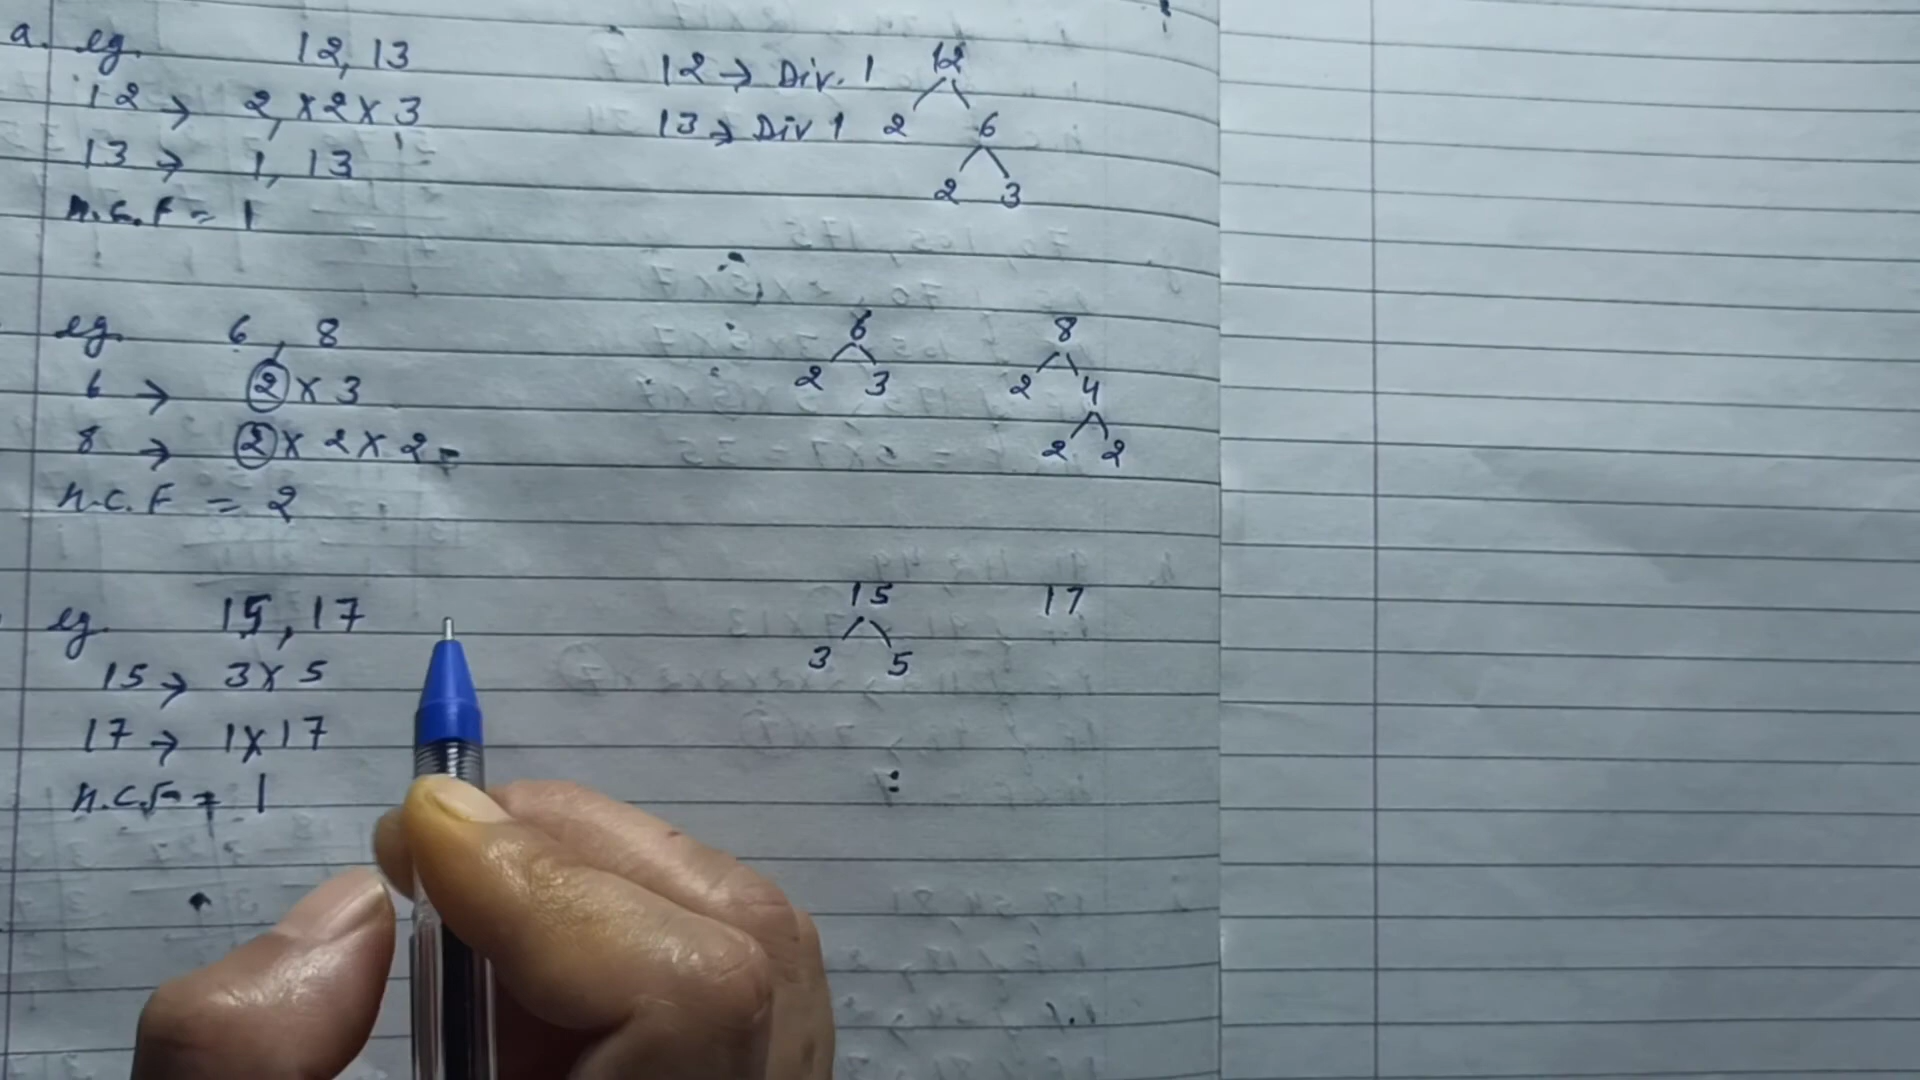 a. eg. 12, 13
12 → 2 × 2 × 3
13 → 1, 13
H.C.F = 1
12 → Div. 1
13 → Div 1
12
2 6
2 3
eg. 6, 8
6 → 2 × 3
8 → 2 × 2 × 2
H.C.F = 2
6
2 3
8
2 4
2 2
eg. 15, 17
15 → 3 × 5
17 → 1 × 17
H.C.F = 1
15
3 5
17